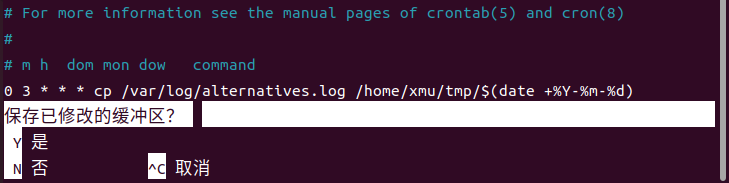 # For more information see the manual pages of crontab(5) and cron(8)
#
# m h  dom mon dow   command
0 3 * * * cp /var/log/alternatives.log /home/xmu/tmp/$(date +%Y-%m-%d)
保存已修改的缓冲区?
Y 是
N 否 ^C 取消